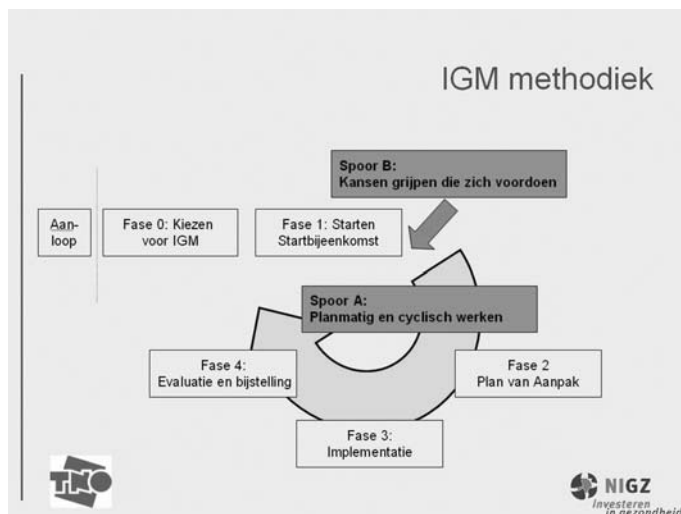 IGM methodiek
Spoor B:
Kansen grijpen die zich voordoen
Aan-
loop
Fase 0: Kiezen
voor IGM
Fase 1: Starten
Startbijeenkomst
Spoor A:
Planmatig en cyclisch werken
Fase 4:
Evaluatie en bijstelling
Fase 2
Plan van Aanpak
Fase 3:
Implementatie
TNO
NIGZ
Investeren
in gezondheid